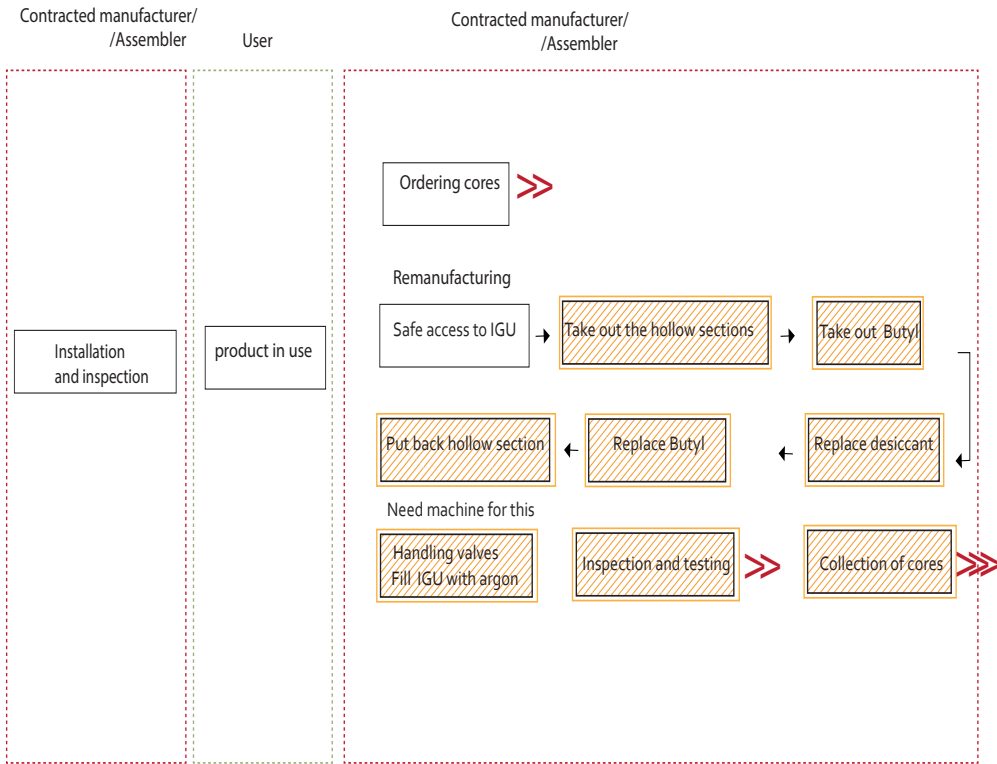 Contracted manufacturer/
/Assembler
User
Contracted manufacturer/
/Assembler
Ordering cores
Remanufacturing
Installation
and inspection
product in use
Safe access to IGU
Take out the hollow sections
Take out Butyl
Put back hollow section
Replace Butyl
Replace desiccant
Need machine for this
Handling valves
Fill IGU with argon
Inspection and testing
Collection of cores